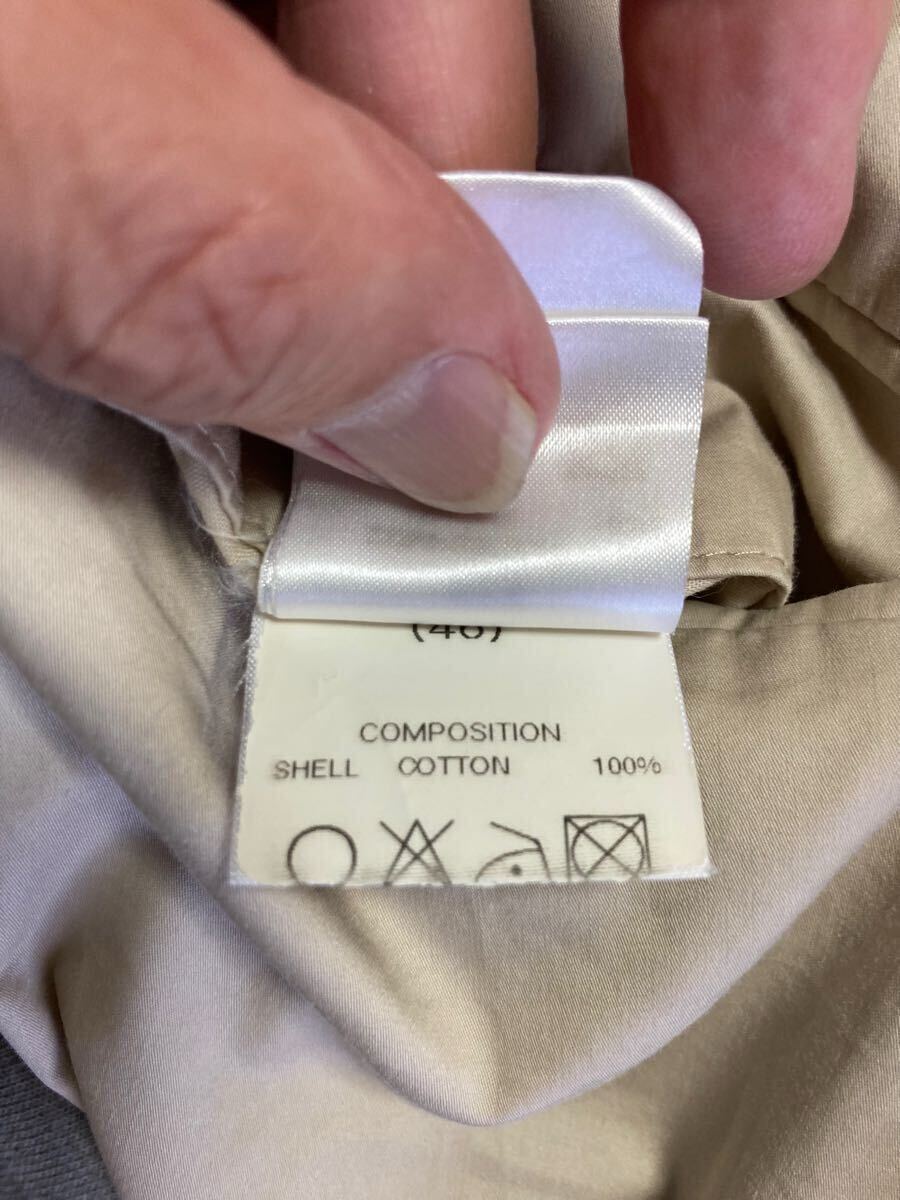 (46)
COMPOSITION
SHELL COTTON 100%